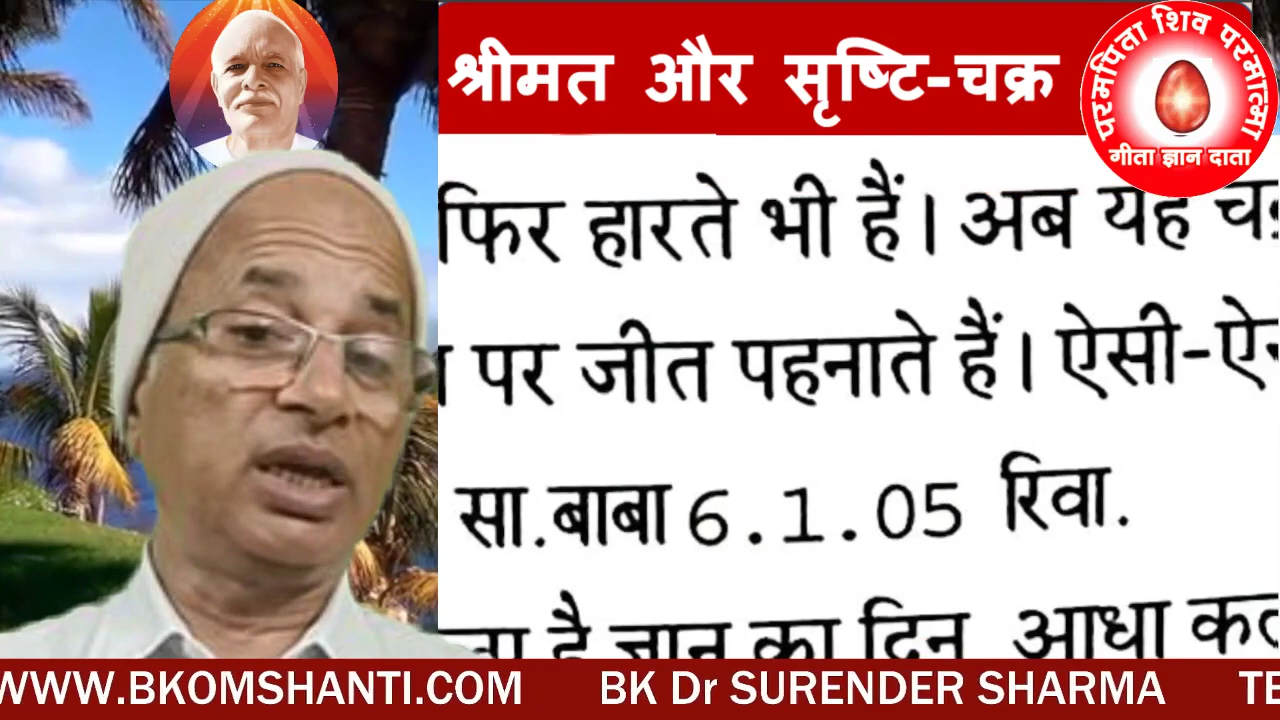 श्रीमत और सृष्टि-चक्र
परमपिता शिव परमात्मा
गीता ज्ञान दाता
फिर हारते भी हैं। अब यह
पर जीत पहनाते हैं। ऐसी-
सा.बाबा 6.1.05 रिवा.
है ज्ञान का दिन, आधा
WWW.BKOMSHANTI.COM BK Dr SURENDER SHARMA TE